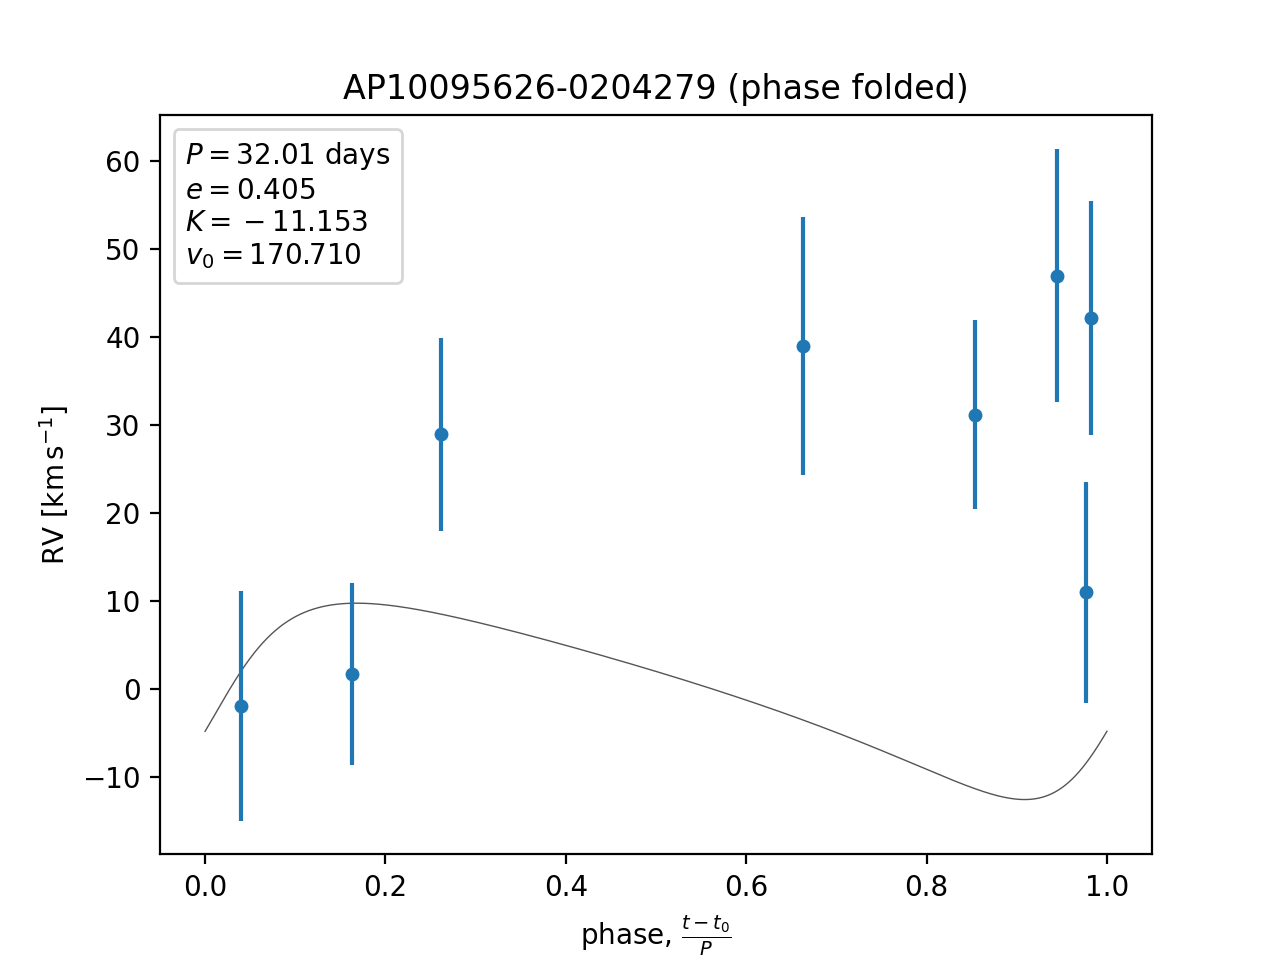 AP10095626-0204279 (phase folded)
P = 32.01 days
e = 0.405
K = −11.153
v₀ = 170.710
60
50
40
30
20
10
0
−10
RV [km s⁻¹]
0.0 0.2 0.4 0.6 0.8 1.0
phase, (t − t₀)/P